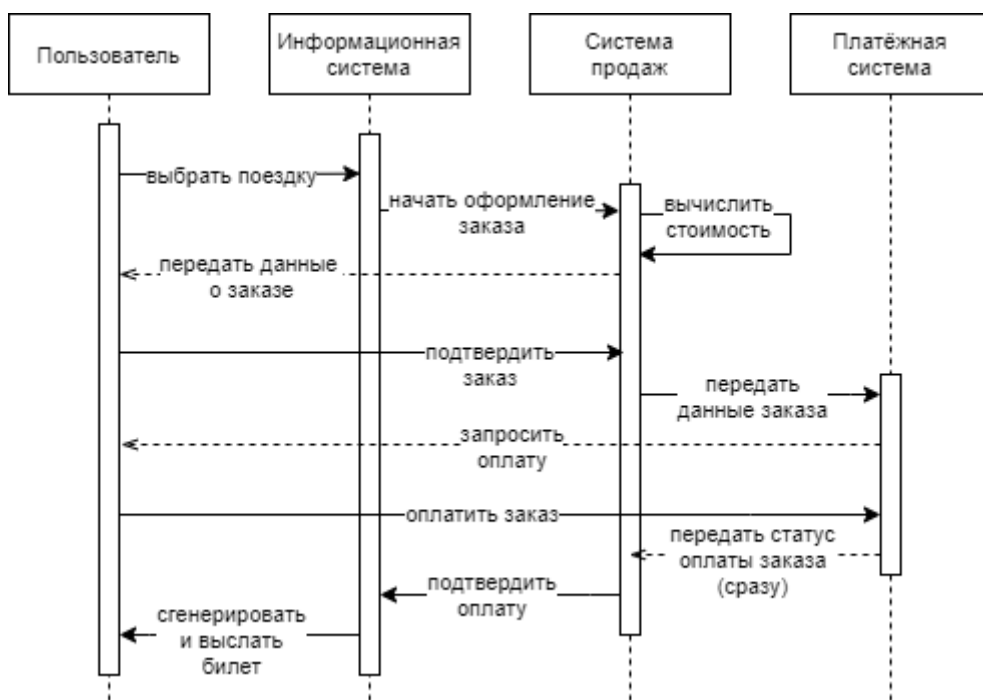 Пользователь
Информационная
система
Система
продаж
Платёжная
система
выбрать поездку
начать оформление
заказа
вычислить
стоимость
передать данные
о заказе
подтвердить
заказ
передать
данные заказа
запросить
оплату
оплатить заказ
передать статус
оплаты заказа
(сразу)
подтвердить
оплату
сгенерировать
и выслать
билет